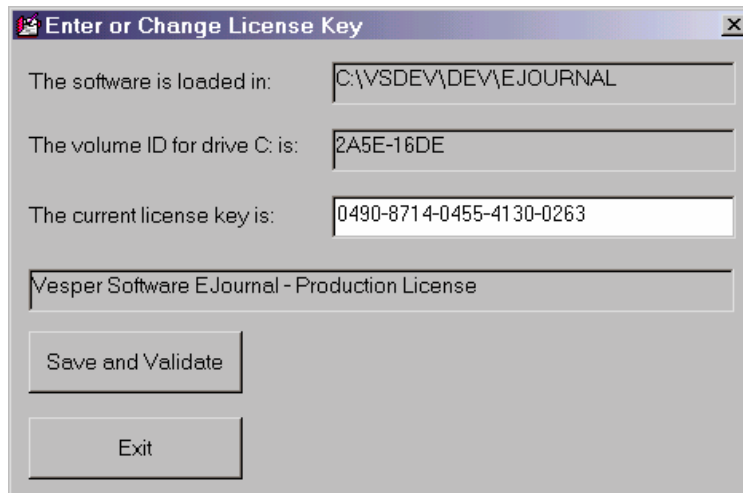 Enter or Change License Key
The software is loaded in: C:\VSDEV\DEV\EJOURNAL
The volume ID for drive C: is: 2A5E-16DE
The current license key is: 0490-8714-0455-4130-0263
Vesper Software EJournal - Production License
Save and Validate
Exit